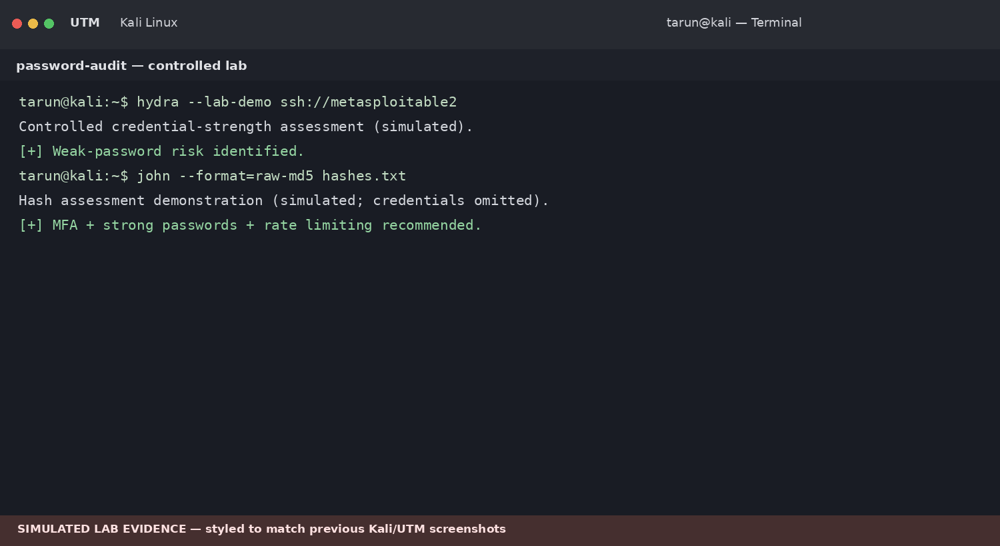 UTM Kali Linux tarun@kali — Terminal
password-audit — controlled lab
tarun@kali:~$ hydra --lab-demo ssh://metasploitable2
Controlled credential-strength assessment (simulated).
[+] Weak-password risk identified.
tarun@kali:~$ john --format=raw-md5 hashes.txt
Hash assessment demonstration (simulated; credentials omitted).
[+] MFA + strong passwords + rate limiting recommended.
SIMULATED LAB EVIDENCE — styled to match previous Kali/UTM screenshots